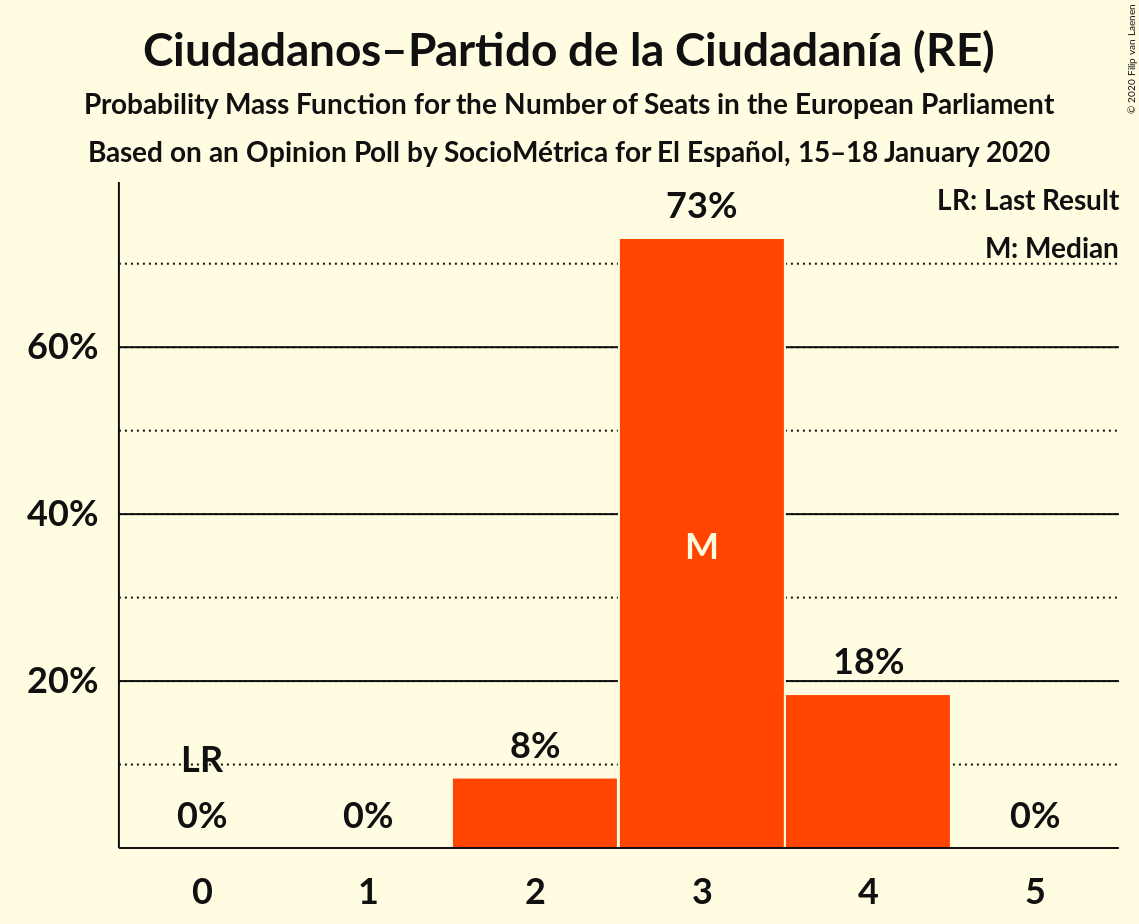 Ciudadanos–Partido de la Ciudadanía (RE)
Probability Mass Function for the Number of Seats in the European Parliament
Based on an Opinion Poll by SocioMétrica for El Español, 15–18 January 2020
© 2020 Filip van Laenen
LR: Last Result
M: Median
73%
60%
40%
M
20%
18%
8%
LR
0%
0%
0%
0
1
2
3
4
5